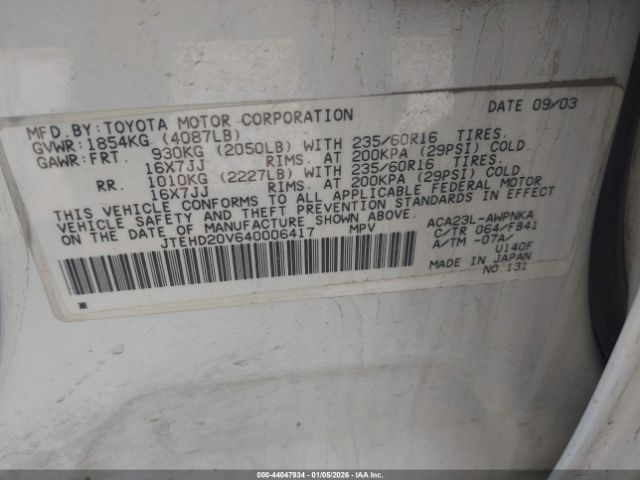 MFD. BY: TOYOTA MOTOR CORPORATION DATE 09/03
GVWR: 1854KG (4087LB)
GAWR: FRT. 930KG (2050LB) WITH 235/60R16 TIRES.
16X7JJ RIMS. AT 200KPA (29PSI) COLD.
RR. 1010KG (2227LB) WITH 235/60R16 TIRES.
16X7JJ RIMS. AT 200KPA (29PSI) COLD
THIS VEHICLE CONFORMS TO ALL APPLICABLE FEDERAL MOTOR
VEHICLE SAFETY AND THEFT PREVENTION STANDARDS IN EFFECT
ON THE DATE OF MANUFACTURE SHOWN ABOVE.
JTEHD20V640006417 MPV
ACA23L-AWPNKA
C/TR 064/FB41
A/TM -07A/
U140F
MADE IN JAPAN
NO.131
*
000-44047934 - 01/05/2026 - IAAI.COM